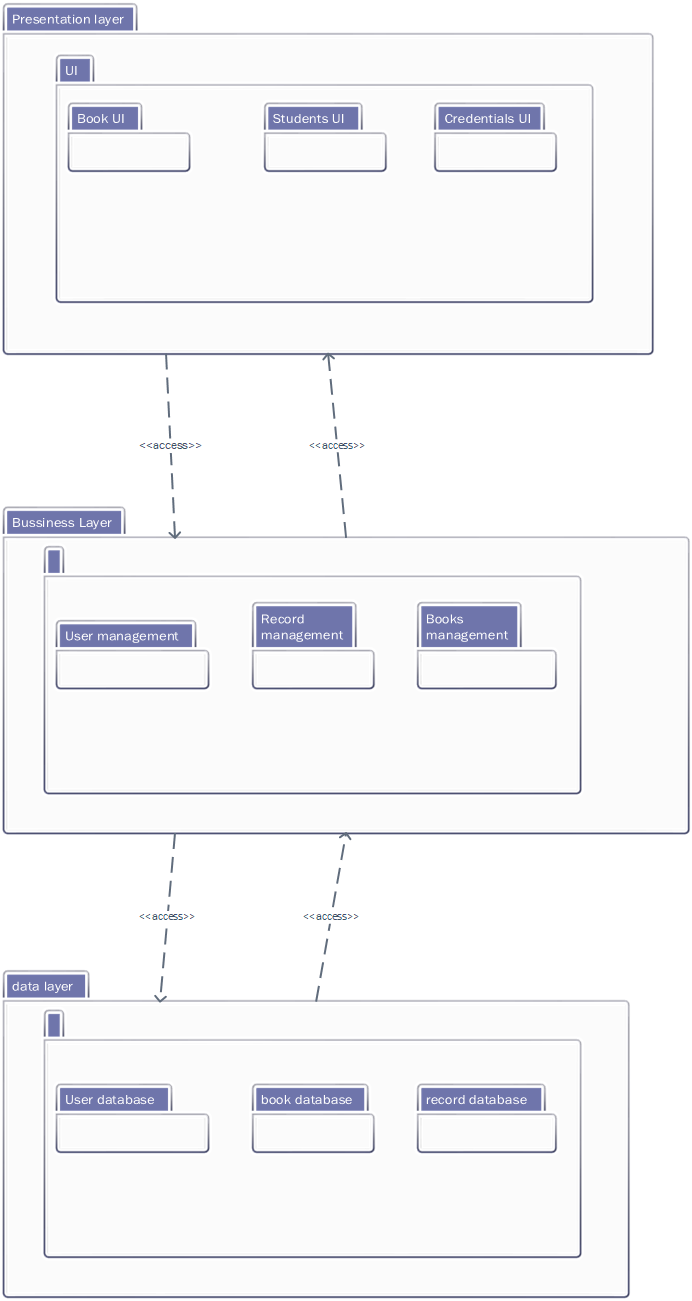 Presentation layer
UI
Book UI
Students UI
Credentials UI
<<access>>
<<access>>
Bussiness Layer
User management
Record
management
Books
management
<<access>>
<<access>>
data layer
User database
book database
record database